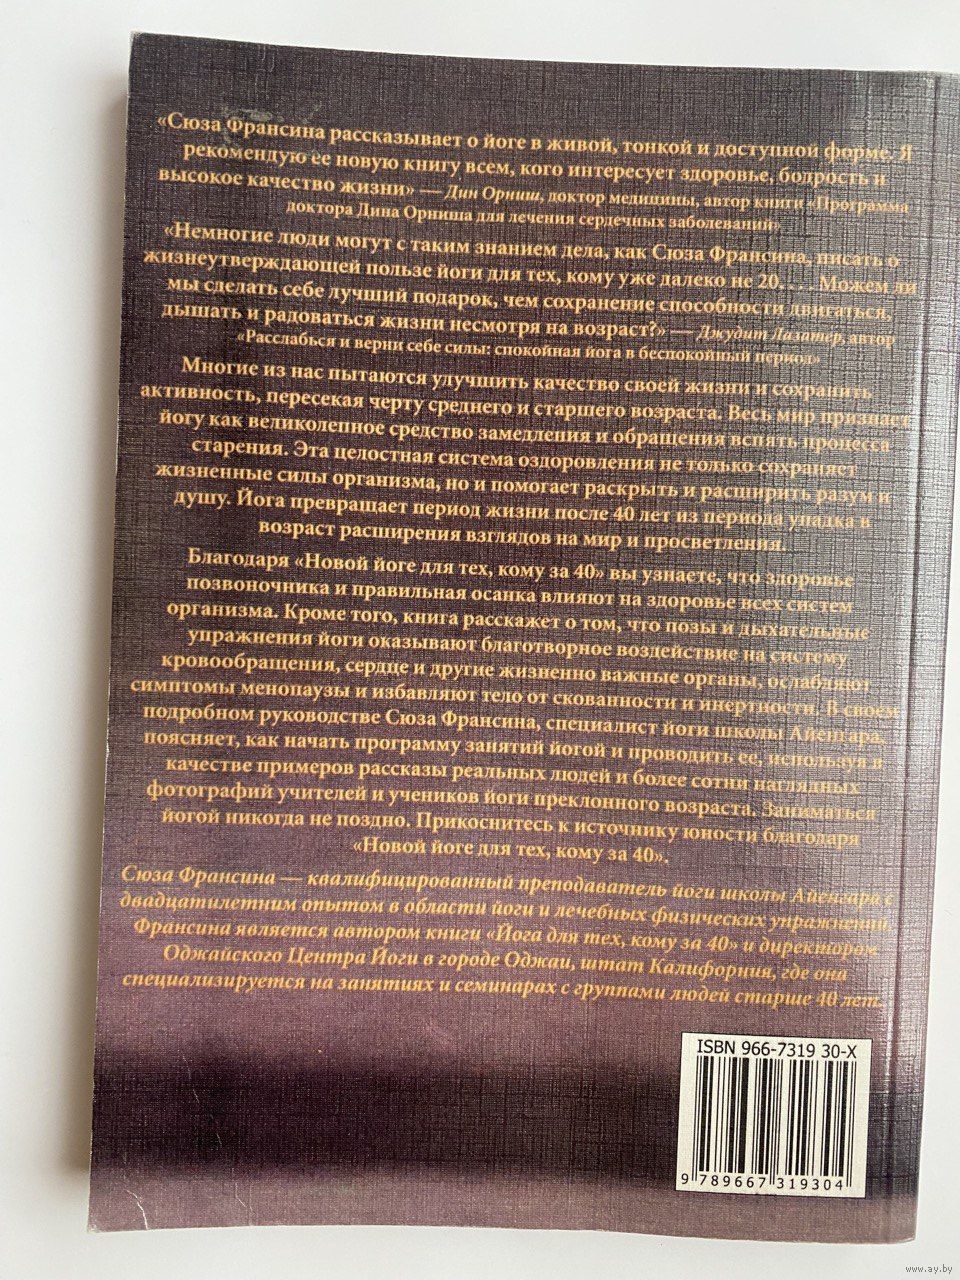 «Сюза Франсина рассказывает о йоге в живой, тонкой и доступной форме. Я
рекомендую ее новую книгу всем, кого интересует здоровье, бодрость и
высокое качество жизни» — Дин Орниш, доктор медицины, автор книги «Программа
доктора Дина Орниша для лечения сердечных заболеваний»
«Немногие люди могут с таким знанием дела, как Сюза Франсина, писать о
жизнеутверждающей пользе йоги для тех, кому уже далеко не 20. . . . Можем ли
мы сделать себе лучший подарок, чем сохранение способности двигаться,
дышать и радоваться жизни несмотря на возраст?» — Джудит Лазатер, автор
«Расслабься и верни себе силы: спокойная йога в беспокойный период»
Многие из нас пытаются улучшить качество своей жизни и сохранить
активность, пересекая черту среднего и старшего возраста. Весь мир признает
йогу как великолепное средство замедления и обращения вспять процесса
старения. Эта целостная система оздоровления не только сохраняет
жизненные силы организма, но и помогает раскрыть и расширить разум и
душу. Йога превращает период жизни после 40 лет из периода упадка в
возраст расширения взглядов на мир и просветления.
Благодаря «Новой йоге для тех, кому за 40» вы узнаете, что здоровье
позвоночника и правильная осанка влияют на здоровье всех систем
организма. Кроме того, книга расскажет о том, что позы и дыхательные
упражнения йоги оказывают благотворное воздействие на систему
кровообращения, сердце и другие жизненно важные органы, ослабляют
симптомы менопаузы и избавляют тело от скованности и инертности. В своем
подробном руководстве Сюза Франсина, специалист йоги школы Айенгара,
поясняет, как начать программу занятий йогой и проводить ее, используя в
качестве примеров рассказы реальных людей и более сотни наглядных
фотографий учителей и учеников йоги преклонного возраста. Заниматься
йогой никогда не поздно. Прикоснитесь к источнику юности благодаря
«Новой йоге для тех, кому за 40».
Сюза Франсина — квалифицированный преподаватель йоги школы Айенгара с
двадцатилетним опытом в области йоги и лечебных физических упражнений.
Франсина является автором книги «Йога для тех, кому за 40» и директором
Оджайского Центра Йоги в городе Оджаи, штат Калифорния, где она
специализируется на занятиях и семинарах с группами людей старше 40 лет.
ISBN 966-7319 30-X
9 789667 319304
www.ay.by